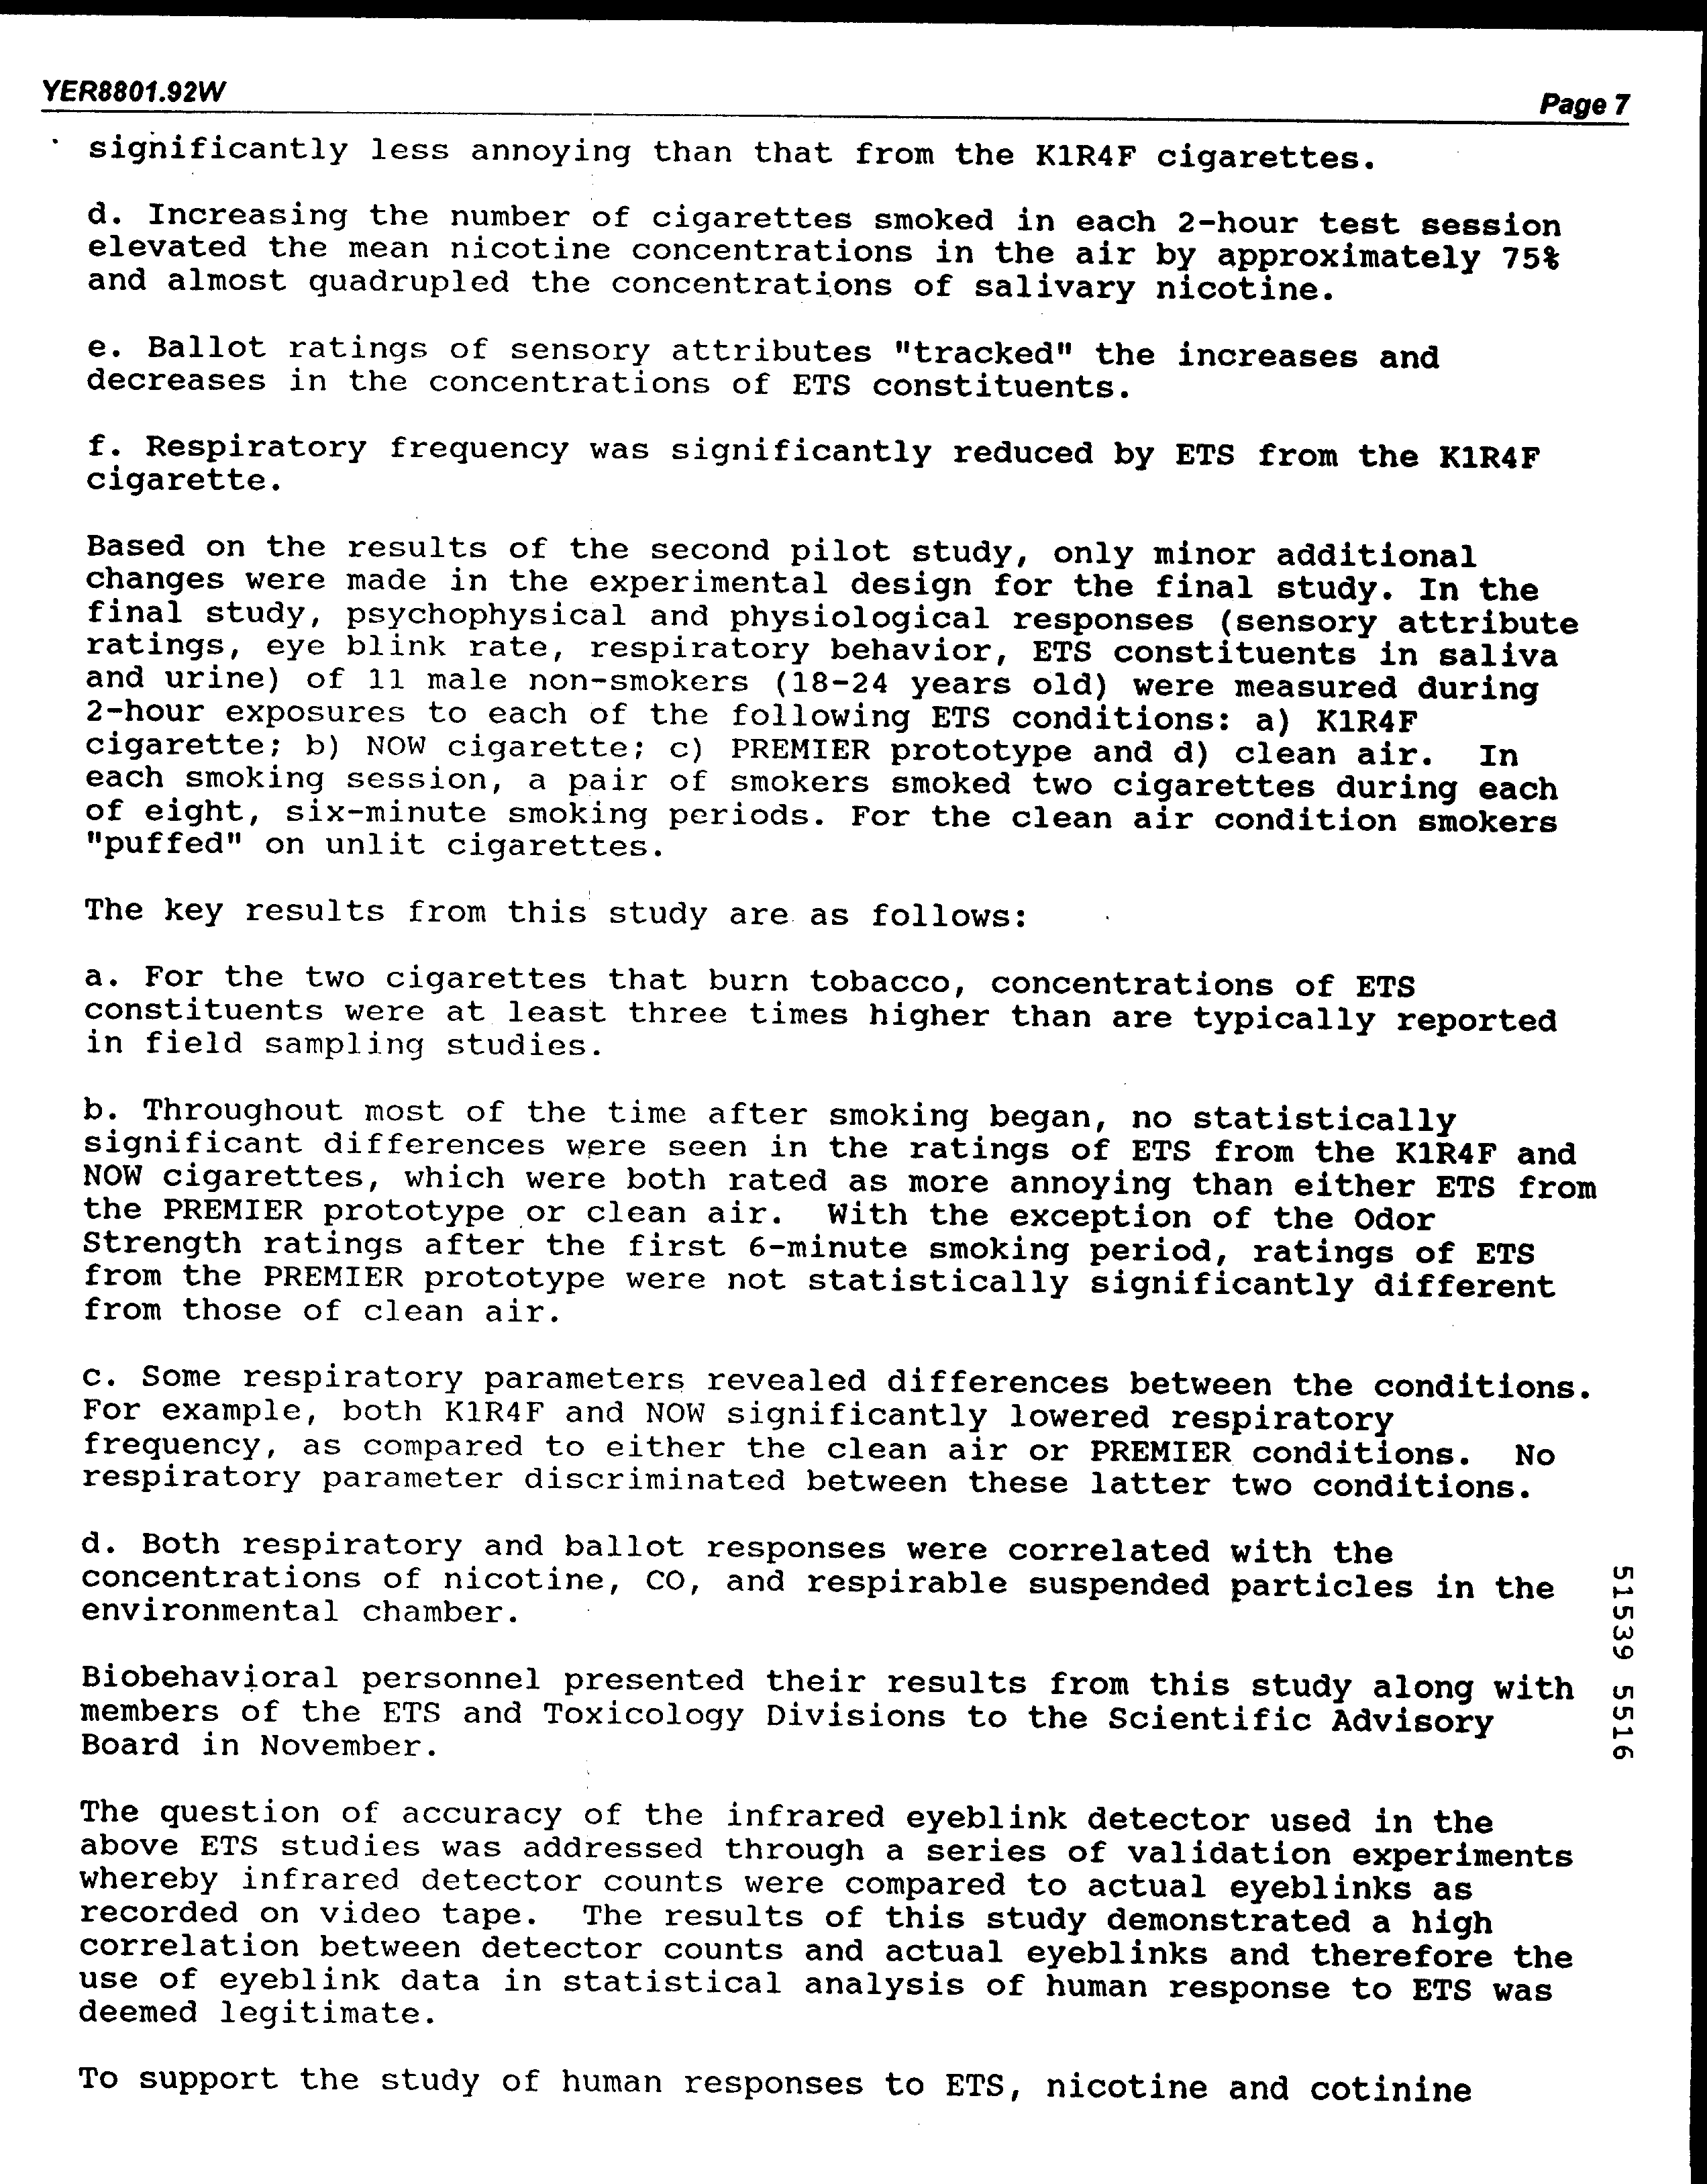 YER8801.92W
Page 7
significantly less annoying than that from the K1R4F cigarettes.
d. Increasing the number of cigarettes smoked in each 2-hour test session
elevated the mean nicotine concentrations in the air by approximately 75%
and almost quadrupled the concentrations of salivary nicotine.
e. Ballot ratings of sensory attributes "tracked" the increases and
decreases in the concentrations of ETS constituents.
f. Respiratory frequency was significantly reduced by ETS from the K1R4F
cigarette.
Based on the results of the second pilot study, only minor additional
changes were made in the experimental design for the final study. In the
final study, psychophysical and physiological responses (sensory attribute
ratings, eye blink rate, respiratory behavior, ETS constituents in saliva
and urine) of 11 male non-smokers (18-24 years old) were measured during
2-hour exposures to each of the following ETS conditions: a) K1R4F
cigarette; b) NOW cigarette; c) PREMIER prototype and d) clean air.  In
each smoking session, a pair of smokers smoked two cigarettes during each
of eight, six-minute smoking periods. For the clean air condition smokers
"puffed" on unlit cigarettes.
The key results from this study are as follows:
a. For the two cigarettes that burn tobacco, concentrations of ETS
constituents were at least three times higher than are typically reported
in field sampling studies.
b. Throughout most of the time after smoking began, no statistically
significant differences were seen in the ratings of ETS from the K1R4F and
NOW cigarettes, which were both rated as more annoying than either ETS from
the PREMIER prototype or clean air.  With the exception of the Odor
Strength ratings after the first 6-minute smoking period, ratings of ETS
from the PREMIER prototype were not statistically significantly different
from those of clean air.
c. Some respiratory parameters revealed differences between the conditions.
For example, both K1R4F and NOW significantly lowered respiratory
frequency, as compared to either the clean air or PREMIER conditions.  No
respiratory parameter discriminated between these latter two conditions.
d. Both respiratory and ballot responses were correlated with the
concentrations of nicotine, CO, and respirable suspended particles in the
environmental chamber.
Biobehavioral personnel presented their results from this study along with
members of the ETS and Toxicology Divisions to the Scientific Advisory
Board in November.
The question of accuracy of the infrared eyeblink detector used in the
above ETS studies was addressed through a series of validation experiments
whereby infrared detector counts were compared to actual eyeblinks as
recorded on video tape.  The results of this study demonstrated a high
correlation between detector counts and actual eyeblinks and therefore the
use of eyeblink data in statistical analysis of human response to ETS was
deemed legitimate.
To support the study of human responses to ETS, nicotine and cotinine
51539 5516